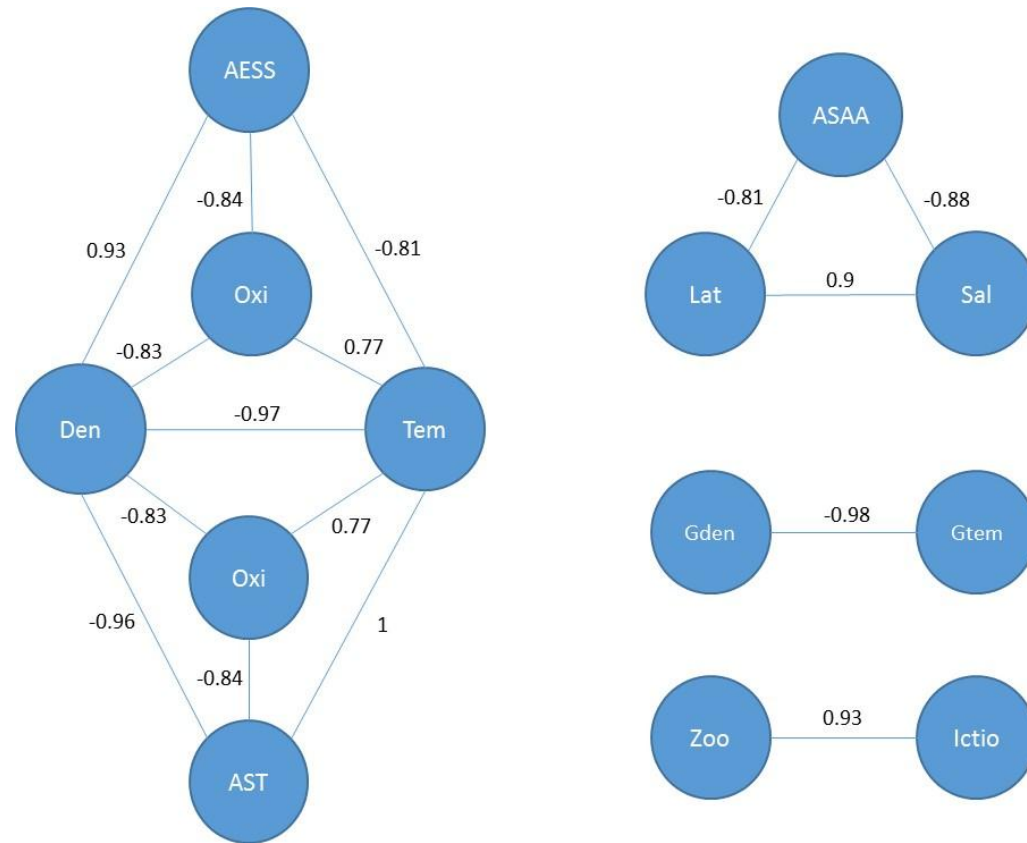 AESS
-0.84
0.93
-0.81
Oxi
-0.83
0.77
Den
-0.97
Tem
-0.83
0.77
Oxi
-0.96
1
-0.84
AST
ASAA
-0.81
-0.88
Lat
0.9
Sal
Gden
-0.98
Gtem
Zoo
0.93
Ictio